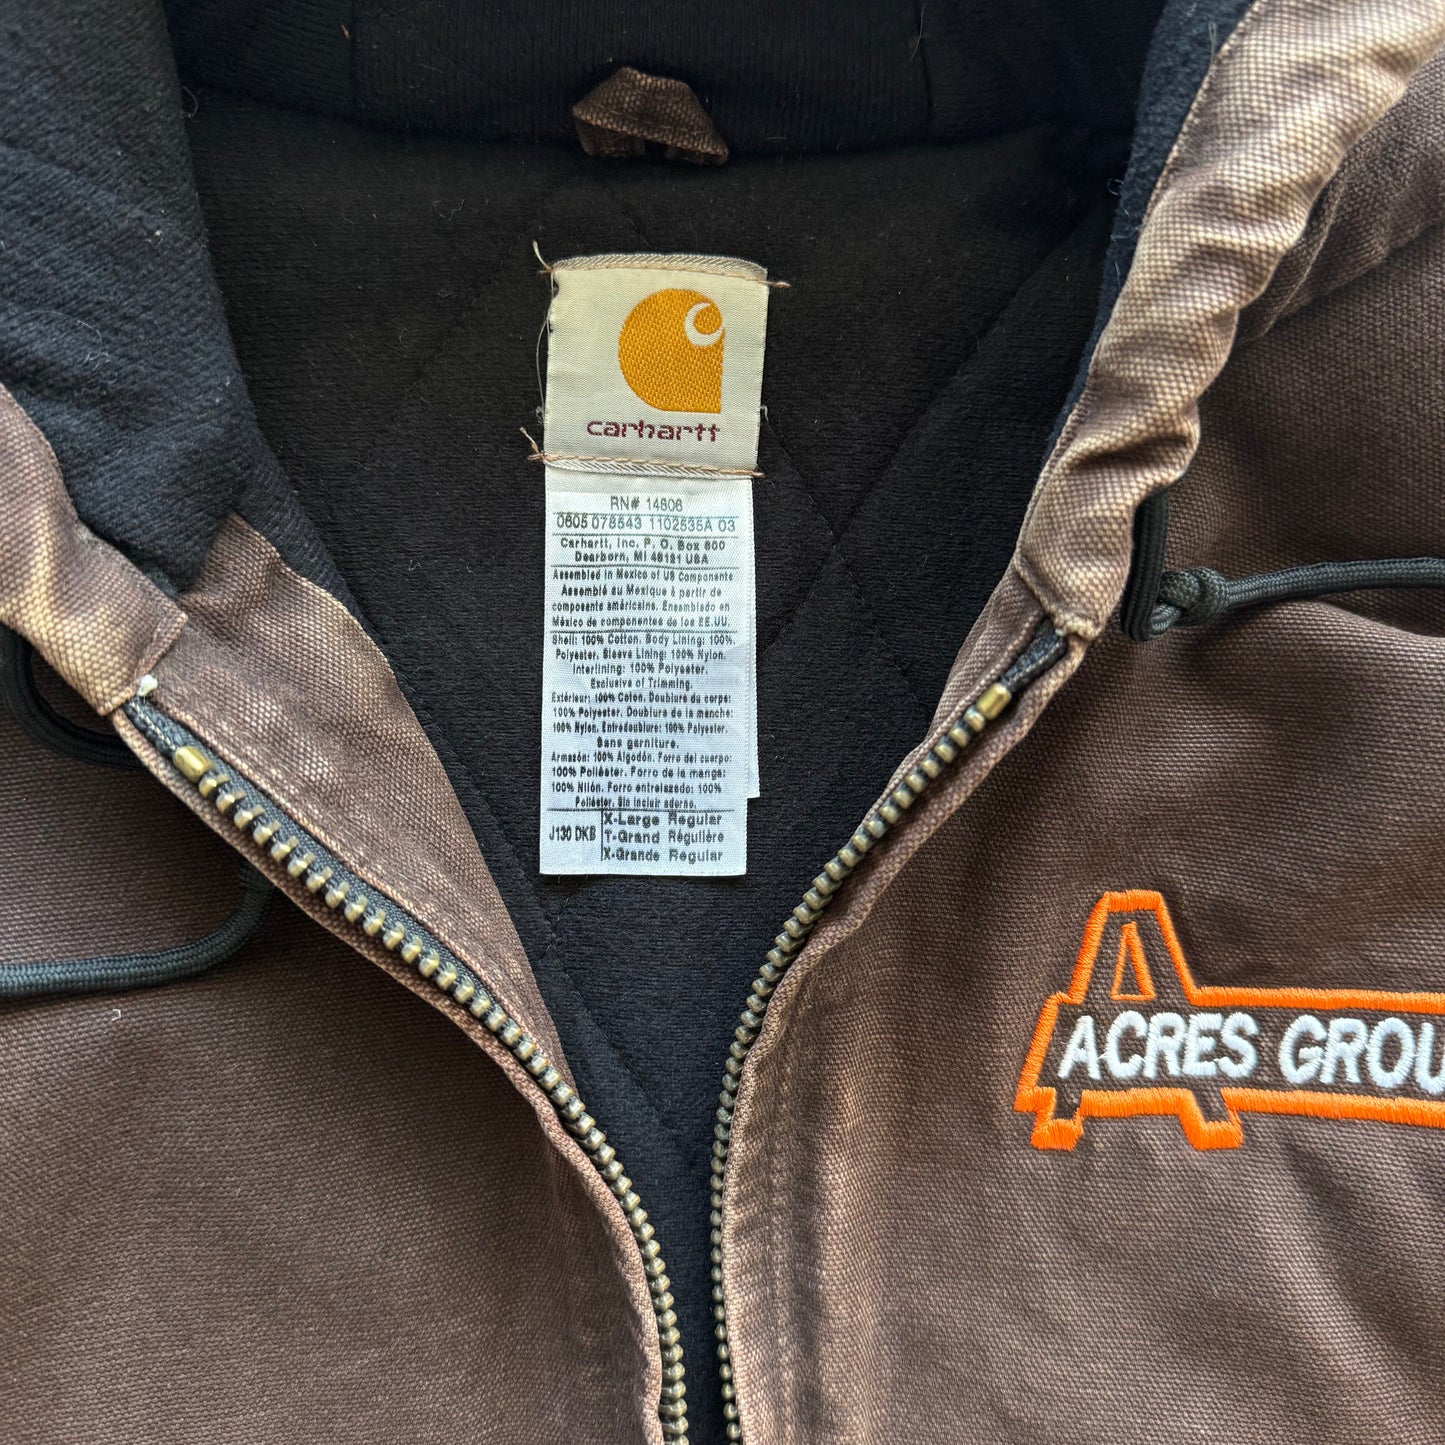 carhartt
RN# 14806
0605 078543 1102535A 03
Carhartt, Inc. P. O. Box 600
Dearborn, MI 48121 USA
Assembled in Mexico of US Components
Assemblé au Mexique à partir de
composants américains. Ensamblado en
México de componentes de los EE.UU.
Shell: 100% Cotton. Body Lining: 100%
Polyester. Sleeve Lining: 100% Nylon.
Interlining: 100% Polyester.
Exclusive of Trimming.
Extérieur: 100% Coton. Doublure du corps:
100% Polyester. Doublure de la manche:
100% Nylon. Entredoublure: 100% Polyester.
Sans garniture.
Armazón: 100% Algodón. Forro del cuerpo:
100% Poliéster. Forro de la manga:
100% Nilón. Forro entrelazado: 100%
Poliéster. Sin incluir adorno.
J130 DKB
X-Large Regular
T-Grand Régulière
X-Grande Regular
ACRES GROU